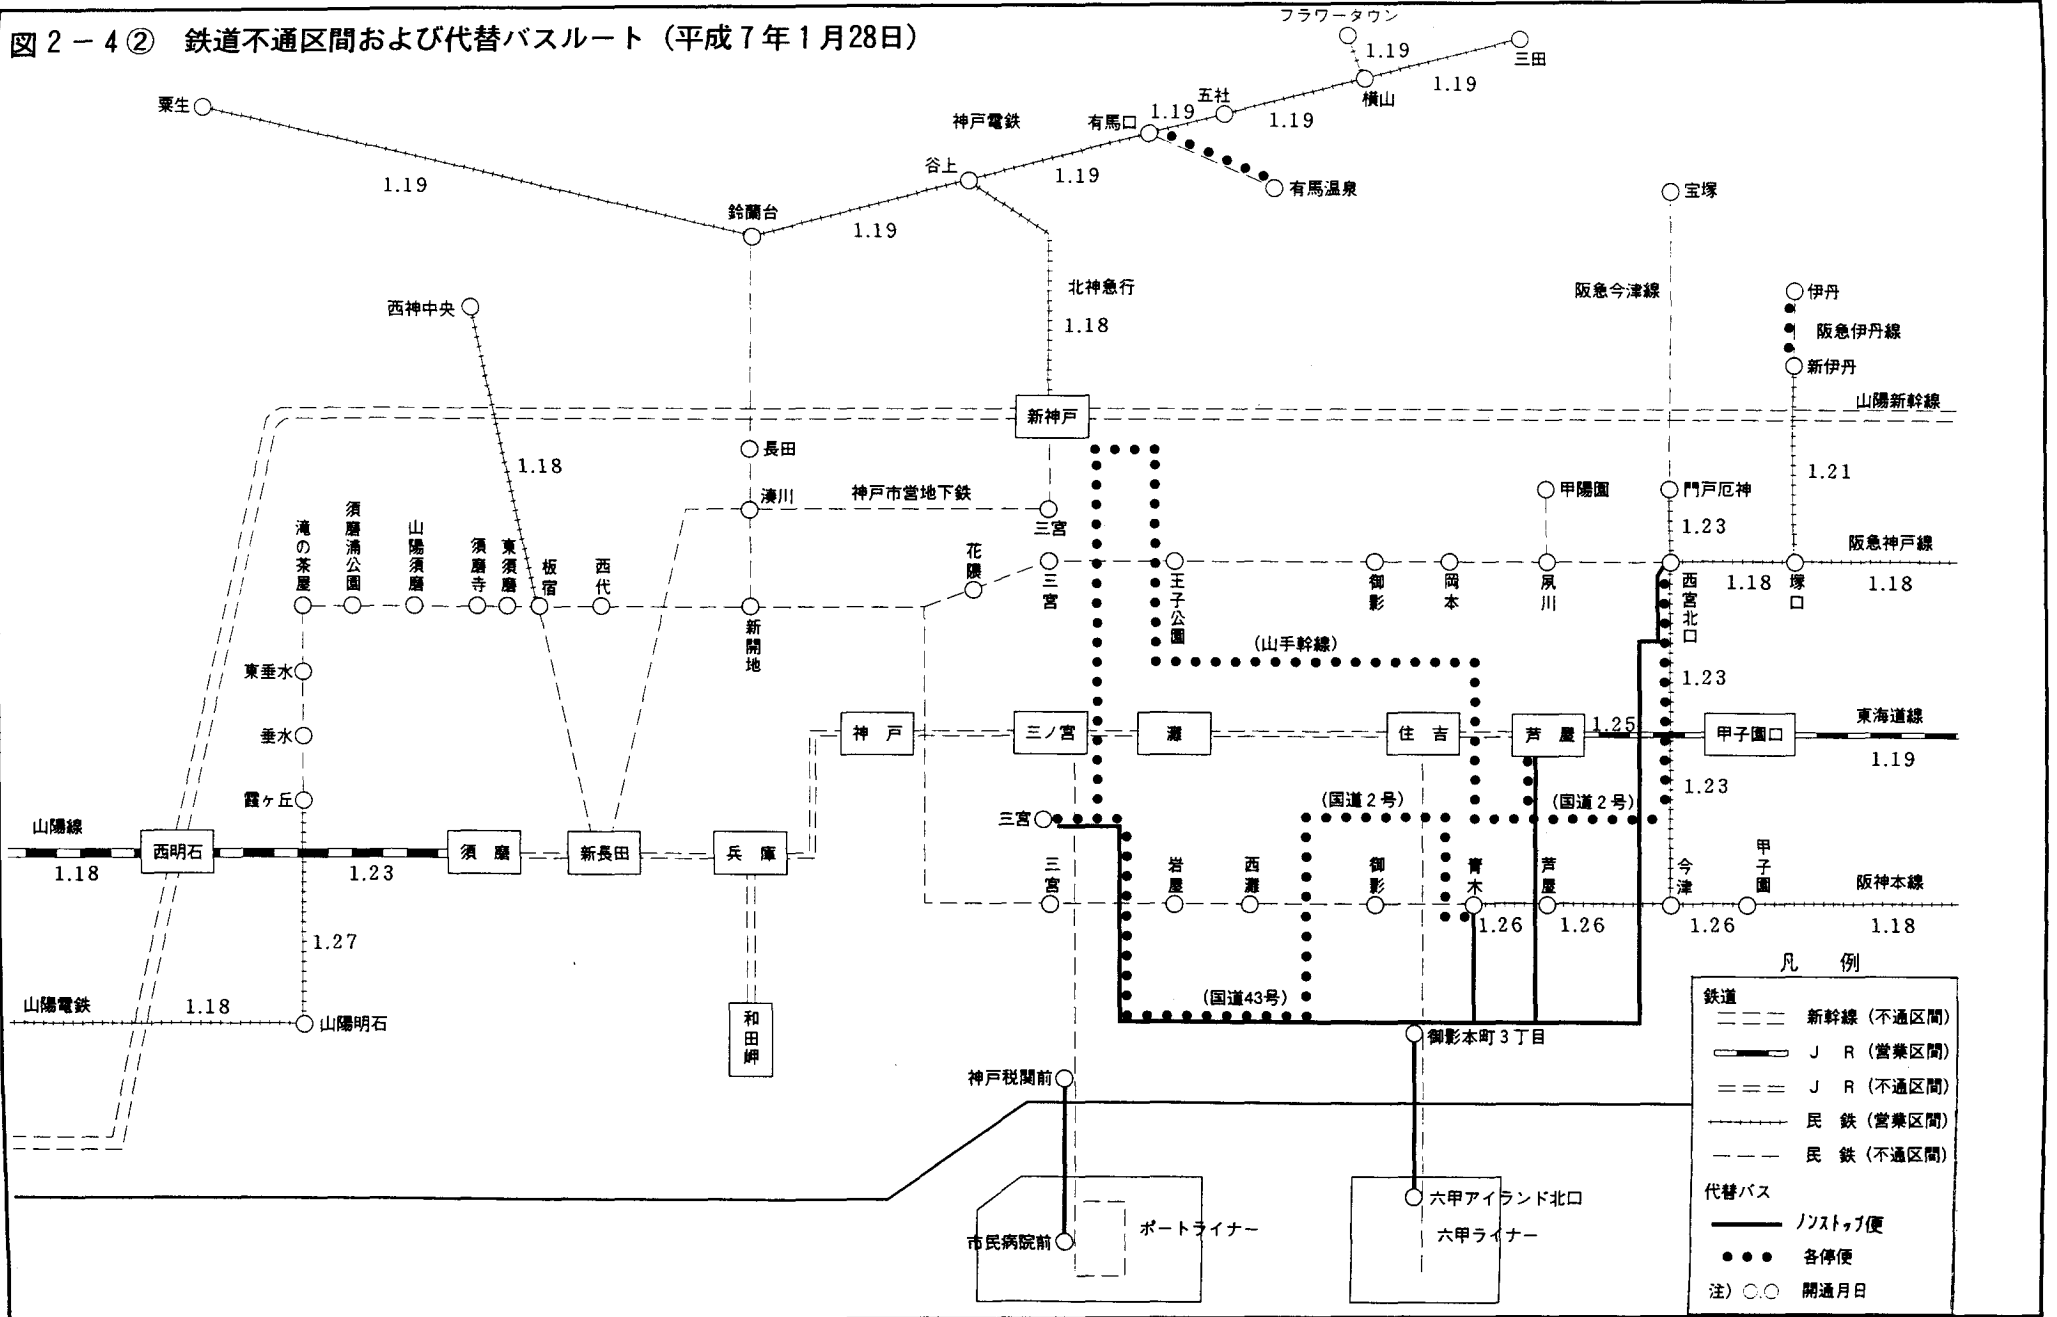 図2-4② 鉄道不通区間および代替バスルート（平成7年1月28日）
フラワータウン
1.19
三田
横山
1.19
粟生
五社
1.19
1.19
神戸電鉄
有馬口
谷上
1.19
有馬温泉
1.19
宝塚
鈴蘭台
1.19
西神中央
北神急行
1.18
阪急今津線
伊丹
阪急伊丹線
新伊丹
山陽新幹線
新神戸
長田
1.18
1.21
湊川
神戸市営地下鉄
三宮
甲陽園
門戸厄神
1.23
滝の茶屋
須磨浦公園
山陽須磨
須磨寺
東須磨
板宿
西代
新開地
花隈
三宮
王子公園
御影
岡本
夙川
西宮北口
1.18
塚口
阪急神戸線
1.18
(山手幹線)
東垂水
1.23
垂水
神戸
三ノ宮
灘
住吉
芦屋
1.25
甲子園口
東海道線
1.19
霞ヶ丘
三宮
(国道2号)
(国道2号)
1.23
山陽線
西明石
須磨
新長田
兵庫
1.18
1.23
三宮
岩屋
西灘
御影
青木
芦屋
今津
甲子園
阪神本線
1.26
1.26
1.26
1.18
1.27
山陽電鉄
1.18
山陽明石
和田岬
(国道43号)
御影本町3丁目
神戸税関前
市民病院前
ポートライナー
六甲アイランド北口
六甲ライナー
凡例
鉄道
新幹線(不通区間)
JR(営業区間)
JR(不通区間)
民鉄(営業区間)
民鉄(不通区間)
代替バス
ノンストップ便
各停便
注)○.○ 開通月日